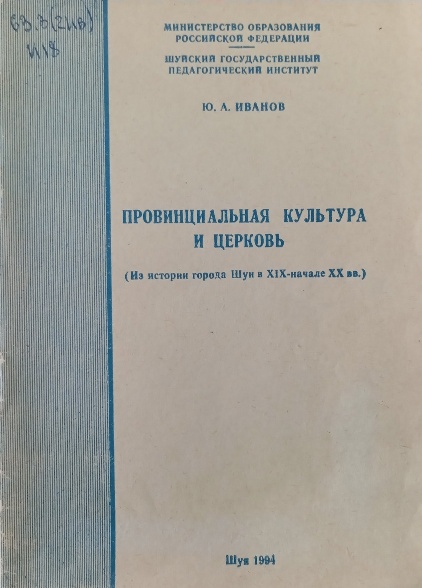 63.3(2Ив)
И18
МИНИСТЕРСТВО ОБРАЗОВАНИЯ
РОССИЙСКОЙ ФЕДЕРАЦИИ
ШУЙСКИЙ ГОСУДАРСТВЕННЫЙ
ПЕДАГОГИЧЕСКИЙ ИНСТИТУТ
Ю. А. ИВАНОВ
ПРОВИНЦИАЛЬНАЯ КУЛЬТУРА
И ЦЕРКОВЬ
(Из истории города Шуи в XIX-начале XX вв.)
Шуя 1994